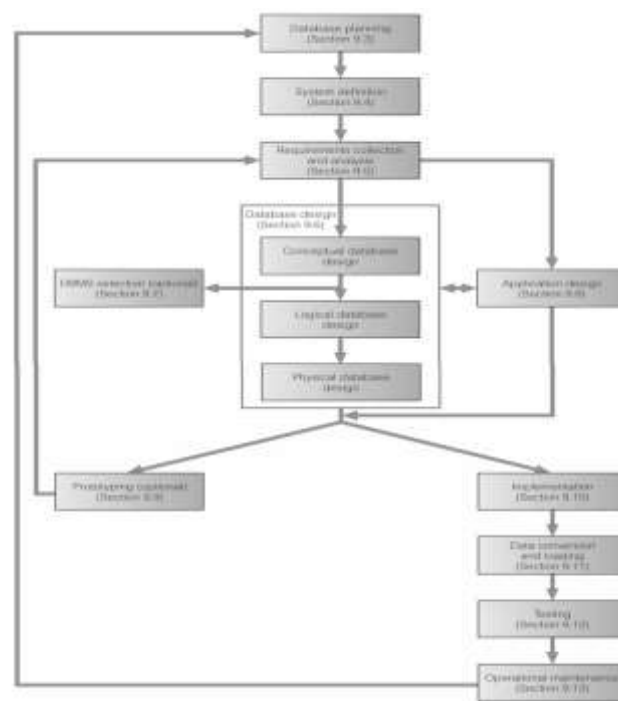 Database planning
(Section 9.3)
System definition
(Section 9.4)
Requirements collection
and analysis
(Section 9.5)
Database design
(Section 9.6)
Conceptual database
design
DBMS selection (optional)
(Section 9.7)
Application design
(Section 9.8)
Logical database
design
Physical database
design
Prototyping (optional)
(Section 9.9)
Implementation
(Section 9.10)
Data conversion
and loading
(Section 9.11)
Testing
(Section 9.12)
Operational maintenance
(Section 9.13)